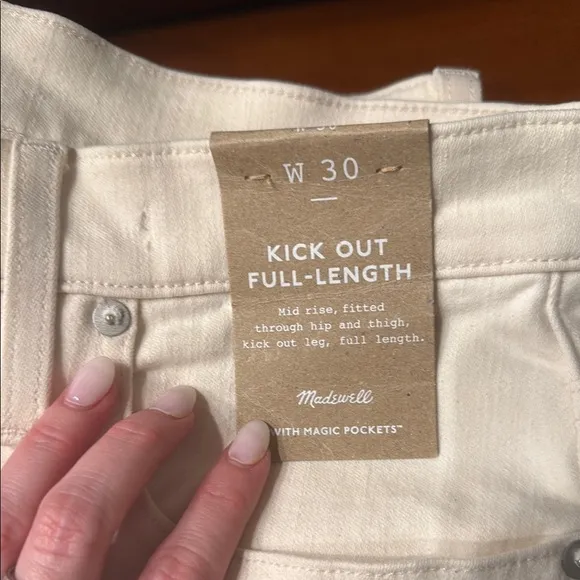 W 30
KICK OUT
FULL-LENGTH
Mid rise, fitted
through hip and thigh,
kick out leg, full length.
Madewell
WITH MAGIC POCKETS™